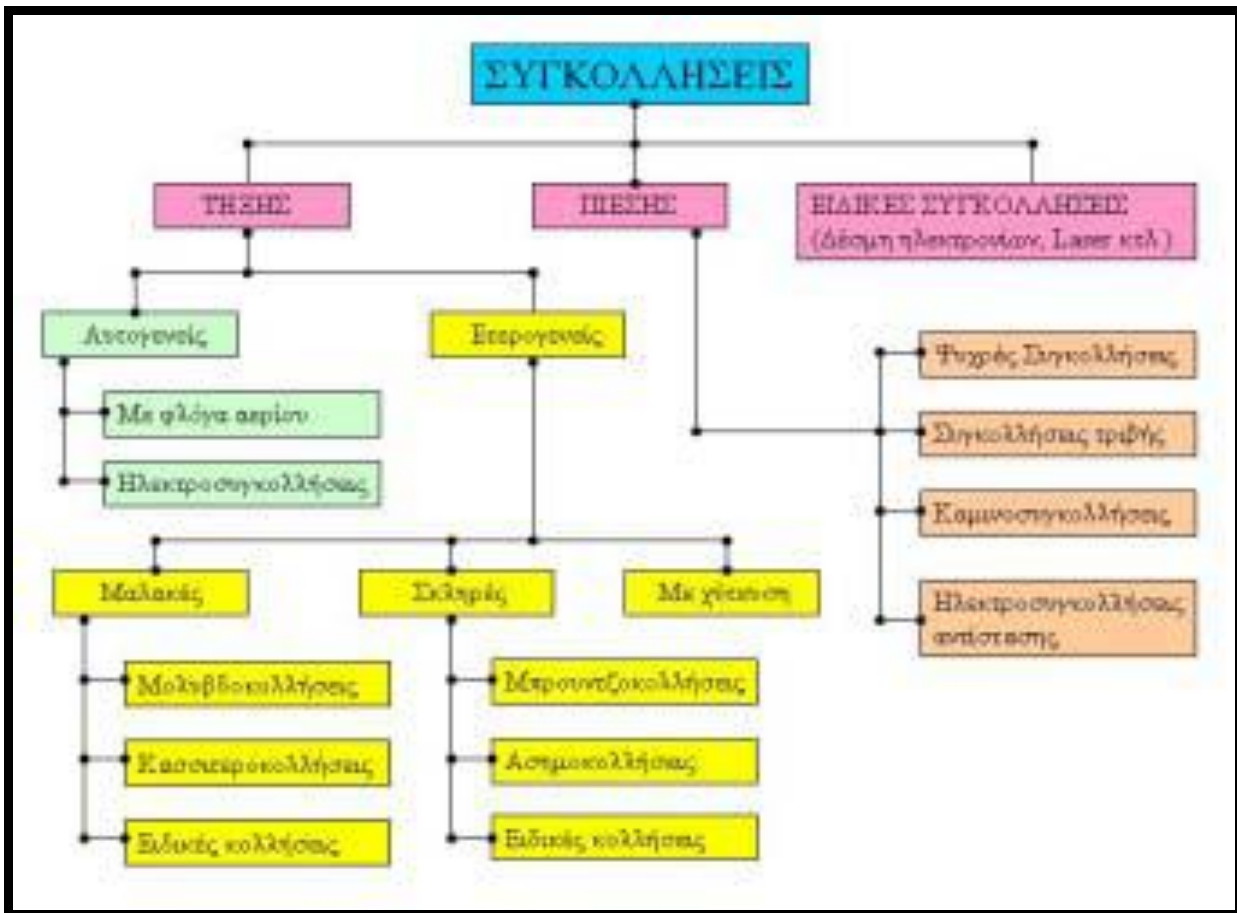 ΣΥΓΚΟΛΛΗΣΕΙΣ
ΤΗΞΗΣ
ΠΙΕΣΗΣ
ΕΙΔΙΚΕΣ ΣΥΓΚΟΛΛΗΣΕΙΣ
(Δέσμη ηλεκτρονίων, Laser κτλ.)
Αυτογενείς
Ετερογενείς
Με φλόγα αερίου
Ηλεκτροσυγκολλήσεις
Μαλακές
Σκληρές
Με χύτευση
Μολυβδοκολλήσεις
Κασσιτεροκολλήσεις
Ειδικές κολλήσεις
Μπρουντζοκολλήσεις
Ασημοκολλήσεις
Ειδικές κολλήσεις
Ψυχρές Συγκολλήσεις
Συγκολλήσεις τριβής
Καμινοσυγκολλήσεις
Ηλεκτροσυγκολλήσεις
αντίστασης